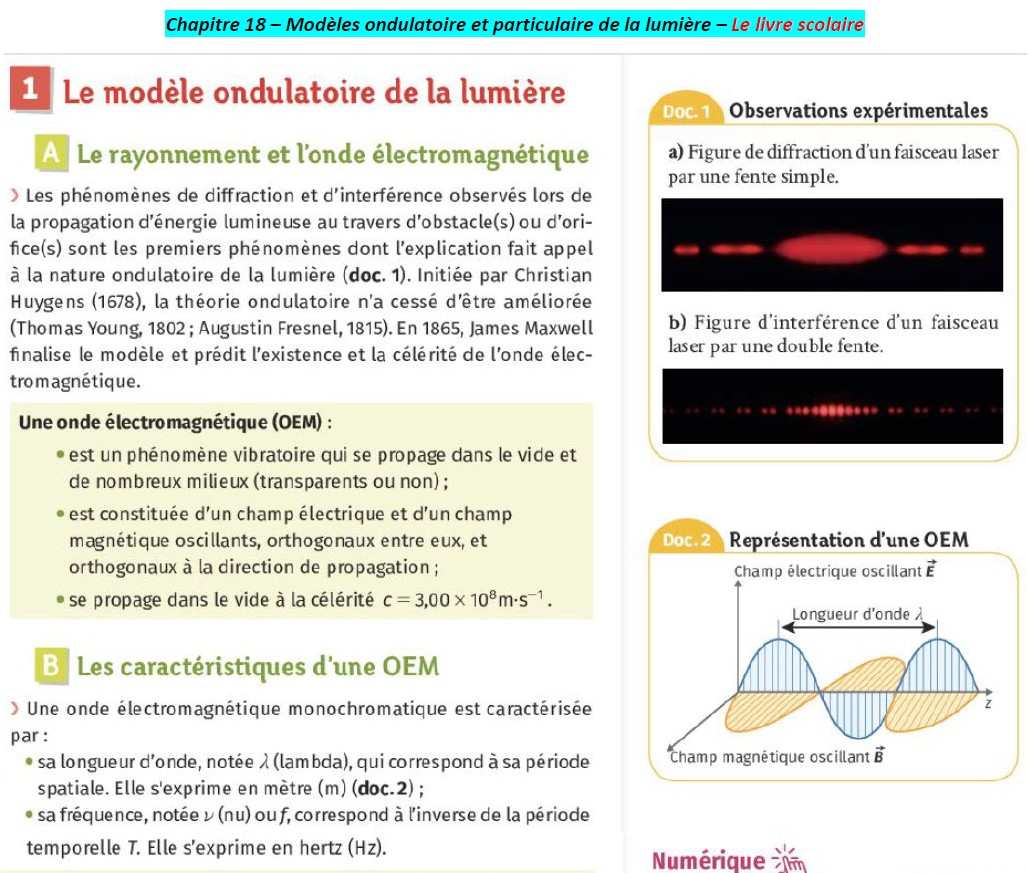 Chapitre 18 – Modèles ondulatoire et particulaire de la lumière – Le livre scolaire
1 Le modèle ondulatoire de la lumière
A Le rayonnement et l'onde électromagnétique
❯ Les phénomènes de diffraction et d'interférence observés lors de
la propagation d'énergie lumineuse au travers d'obstacle(s) ou d'ori-
fice(s) sont les premiers phénomènes dont l'explication fait appel
à la nature ondulatoire de la lumière (doc. 1). Initiée par Christian
Huygens (1678), la théorie ondulatoire n'a cessé d'être améliorée
(Thomas Young, 1802 ; Augustin Fresnel, 1815). En 1865, James Maxwell
finalise le modèle et prédit l'existence et la célérité de l'onde élec-
tromagnétique.
Une onde électromagnétique (OEM) :
• est un phénomène vibratoire qui se propage dans le vide et
de nombreux milieux (transparents ou non) ;
• est constituée d'un champ électrique et d'un champ
magnétique oscillants, orthogonaux entre eux, et
orthogonaux à la direction de propagation ;
• se propage dans le vide à la célérité c = 3,00 × 10⁸ m·s⁻¹.
B Les caractéristiques d'une OEM
❯ Une onde électromagnétique monochromatique est caractérisée
par :
• sa longueur d'onde, notée λ (lambda), qui correspond à sa période
spatiale. Elle s'exprime en mètre (m) (doc. 2) ;
• sa fréquence, notée ν (nu) ou f, correspond à l'inverse de la période
temporelle T. Elle s'exprime en hertz (Hz).
Doc. 1 Observations expérimentales
a) Figure de diffraction d'un faisceau laser
par une fente simple.
b) Figure d'interférence d'un faisceau
laser par une double fente.
Doc. 2 Représentation d'une OEM
Champ électrique oscillant E⃗
Longueur d'onde λ
z
Champ magnétique oscillant B⃗
Numérique